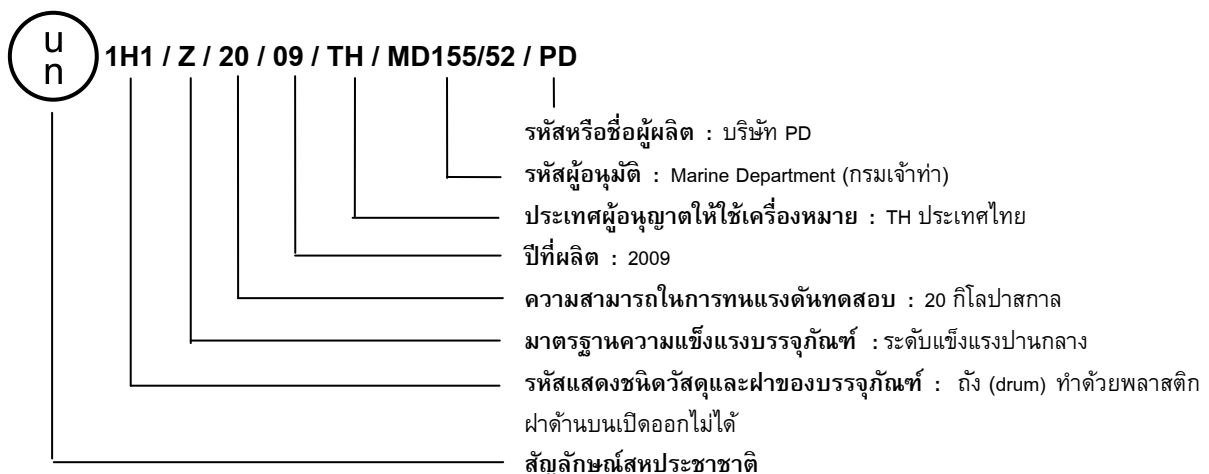 u
n
1H1 / Z / 20 / 09 / TH / MD155/52 / PD
รหัสหรือชื่อผู้ผลิต : บริษัท PD
รหัสผู้อนุมัติ : Marine Department (กรมเจ้าท่า)
ประเทศผู้อนุญาตให้ใช้เครื่องหมาย : TH ประเทศไทย
ปีที่ผลิต : 2009
ความสามารถในการทนแรงดันทดสอบ : 20 กิโลปาสกาล
มาตรฐานความแข็งแรงบรรจุภัณฑ์ : ระดับแข็งแรงปานกลาง
รหัสแสดงชนิดวัสดุและฝาของบรรจุภัณฑ์ : ถัง (drum) ทำด้วยพลาสติก
ฝาด้านบนเปิดออกไม่ได้
สัญลักษณ์สหประชาชาติ